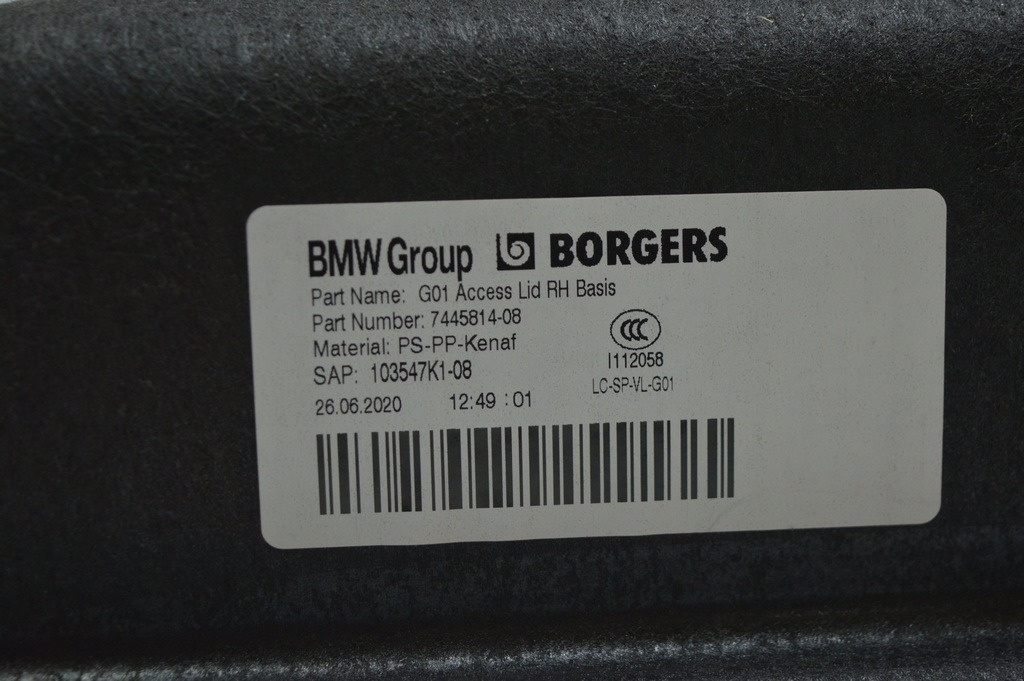 BMW Group BORGERS
Part Name: G01 Access Lid RH Basis
Part Number: 7445814-08
Material: PS-PP-Kenaf
SAP: 103547K1-08
26.06.2020 12:49 :01
CCC
I112058
LC-SP-VL-G01